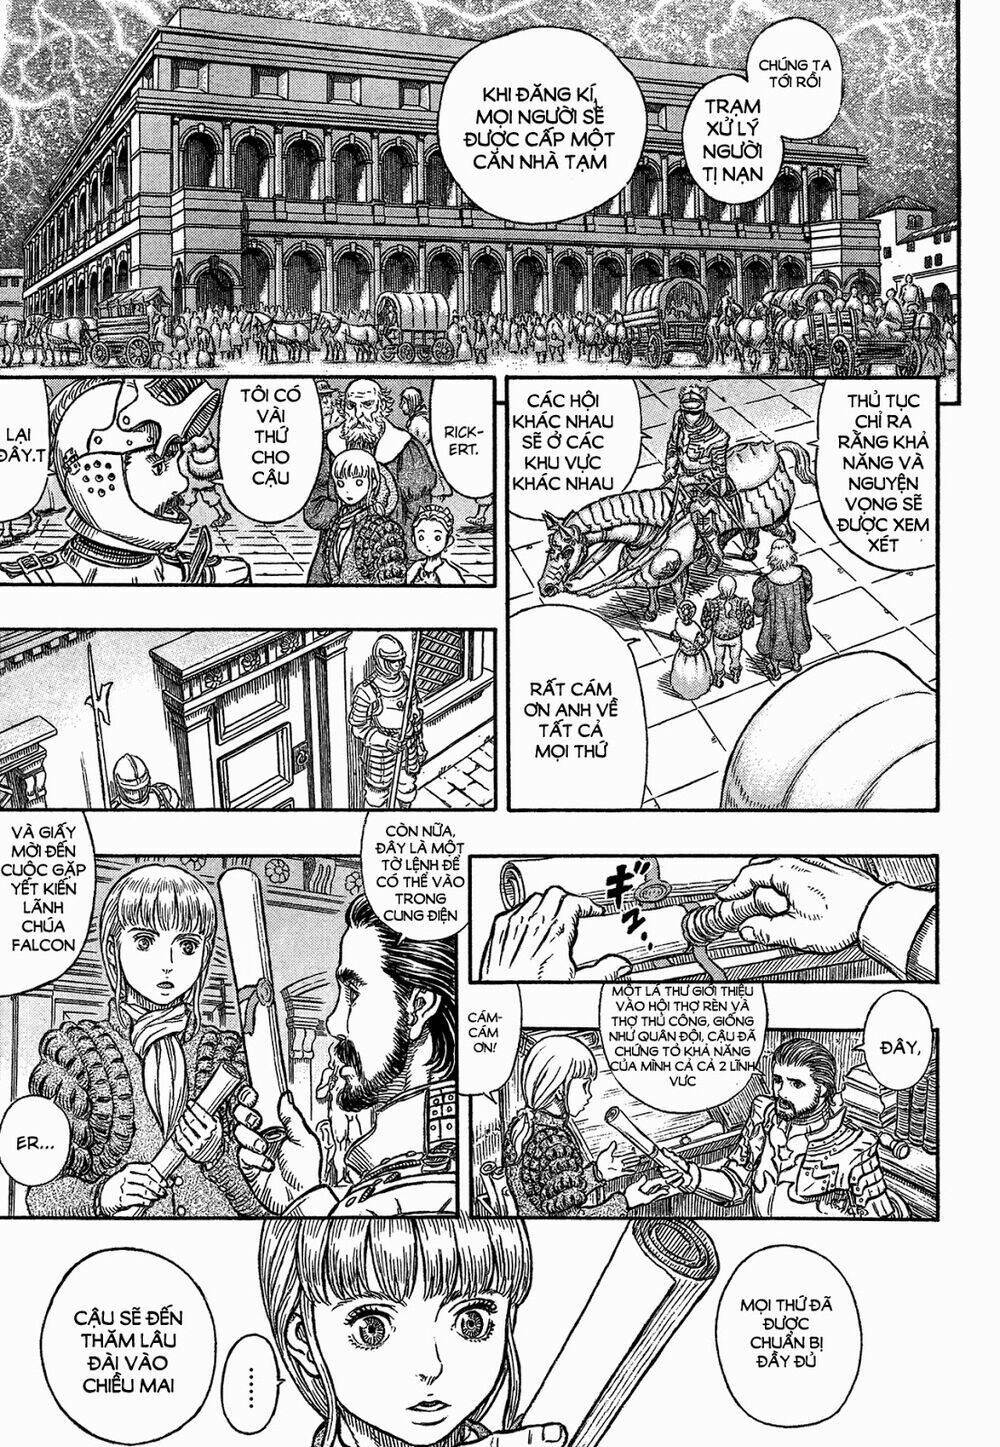 CHÚNG TA
TỚI RỒI
TRẠM
XỬ LÝ
NGƯỜI
TỊ NẠN
KHI ĐĂNG KÍ,
MỌI NGƯỜI SẼ
ĐƯỢC CẤP MỘT
CĂN NHÀ TẠM
THỦ TỤC
CHỈ RA
RẰNG KHẢ
NĂNG VÀ
NGUYỆN
VỌNG SẼ
ĐƯỢC XEM
XÉT
CÁC HỘI
KHÁC NHAU
SẼ Ở CÁC
KHU VỰC
KHÁC NHAU
RẤT CÁM
ƠN ANH VỀ
TẤT CẢ
MỌI THỨ
RICK-
ERT.
TÔI CÓ
VÀI
THỨ
CHO
CẬU
LẠI
ĐÂY.T
ĐÂY,
MỘT LÁ THƯ GIỚI THIỆU
VÀO HỘI THỢ RÈN VÀ
THỢ THỦ CÔNG, GIỐNG
NHƯ QUÂN ĐỘI, CẬU ĐÃ
CHỨNG TỎ KHẢ NĂNG
CỦA MÌNH CẢ CẢ 2 LĨNH
VỰC
CÁM-
CÁM
ƠN!
CÒN NỮA,
ĐÂY LÀ MỘT
TỜ LỆNH ĐỂ
CÓ THỂ VÀO
TRONG
CUNG ĐIỆN
VÀ GIẤY
MỜI ĐẾN
CUỘC GẶP
YẾT KIẾN
LÃNH
CHÚA
FALCON
ER...
MỌI THỨ ĐÃ
ĐƯỢC
CHUẨN BỊ
ĐẦY ĐỦ
......
CẬU SẼ ĐẾN
THĂM LÂU
ĐÀI VÀO
CHIỀU MAI